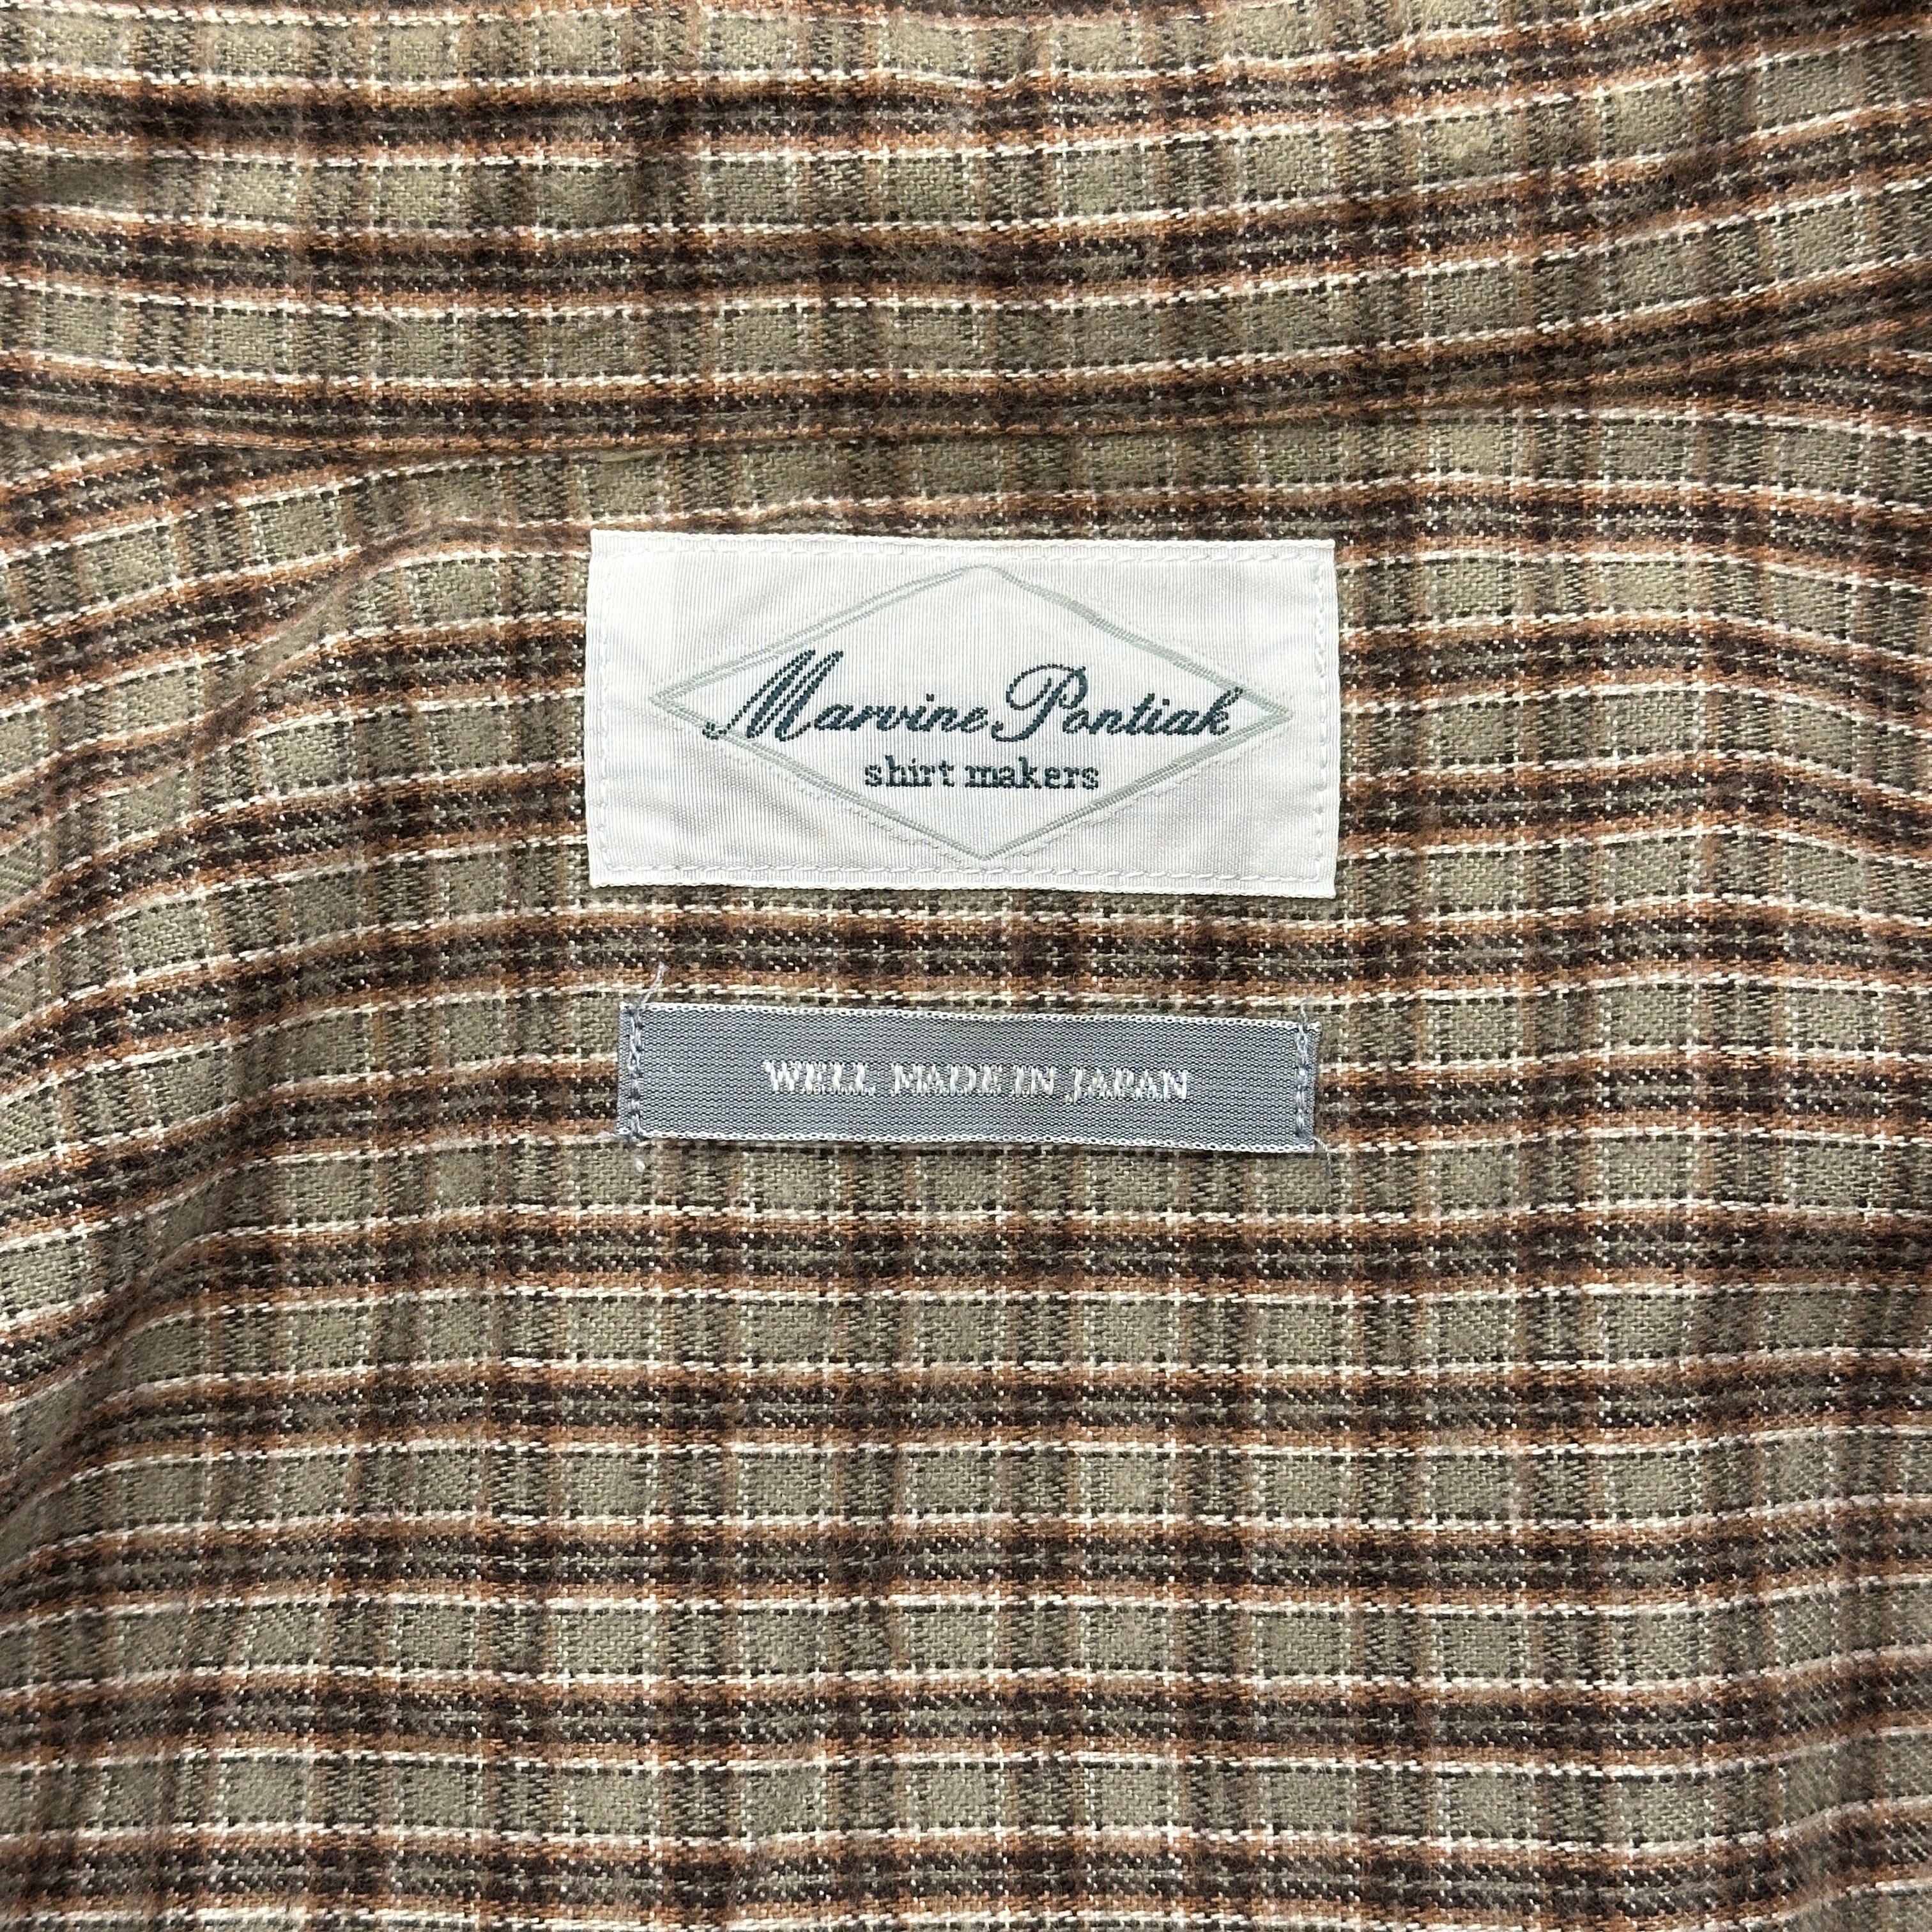 Marvine Pontiak
shirt makers
WELL MADE IN JAPAN